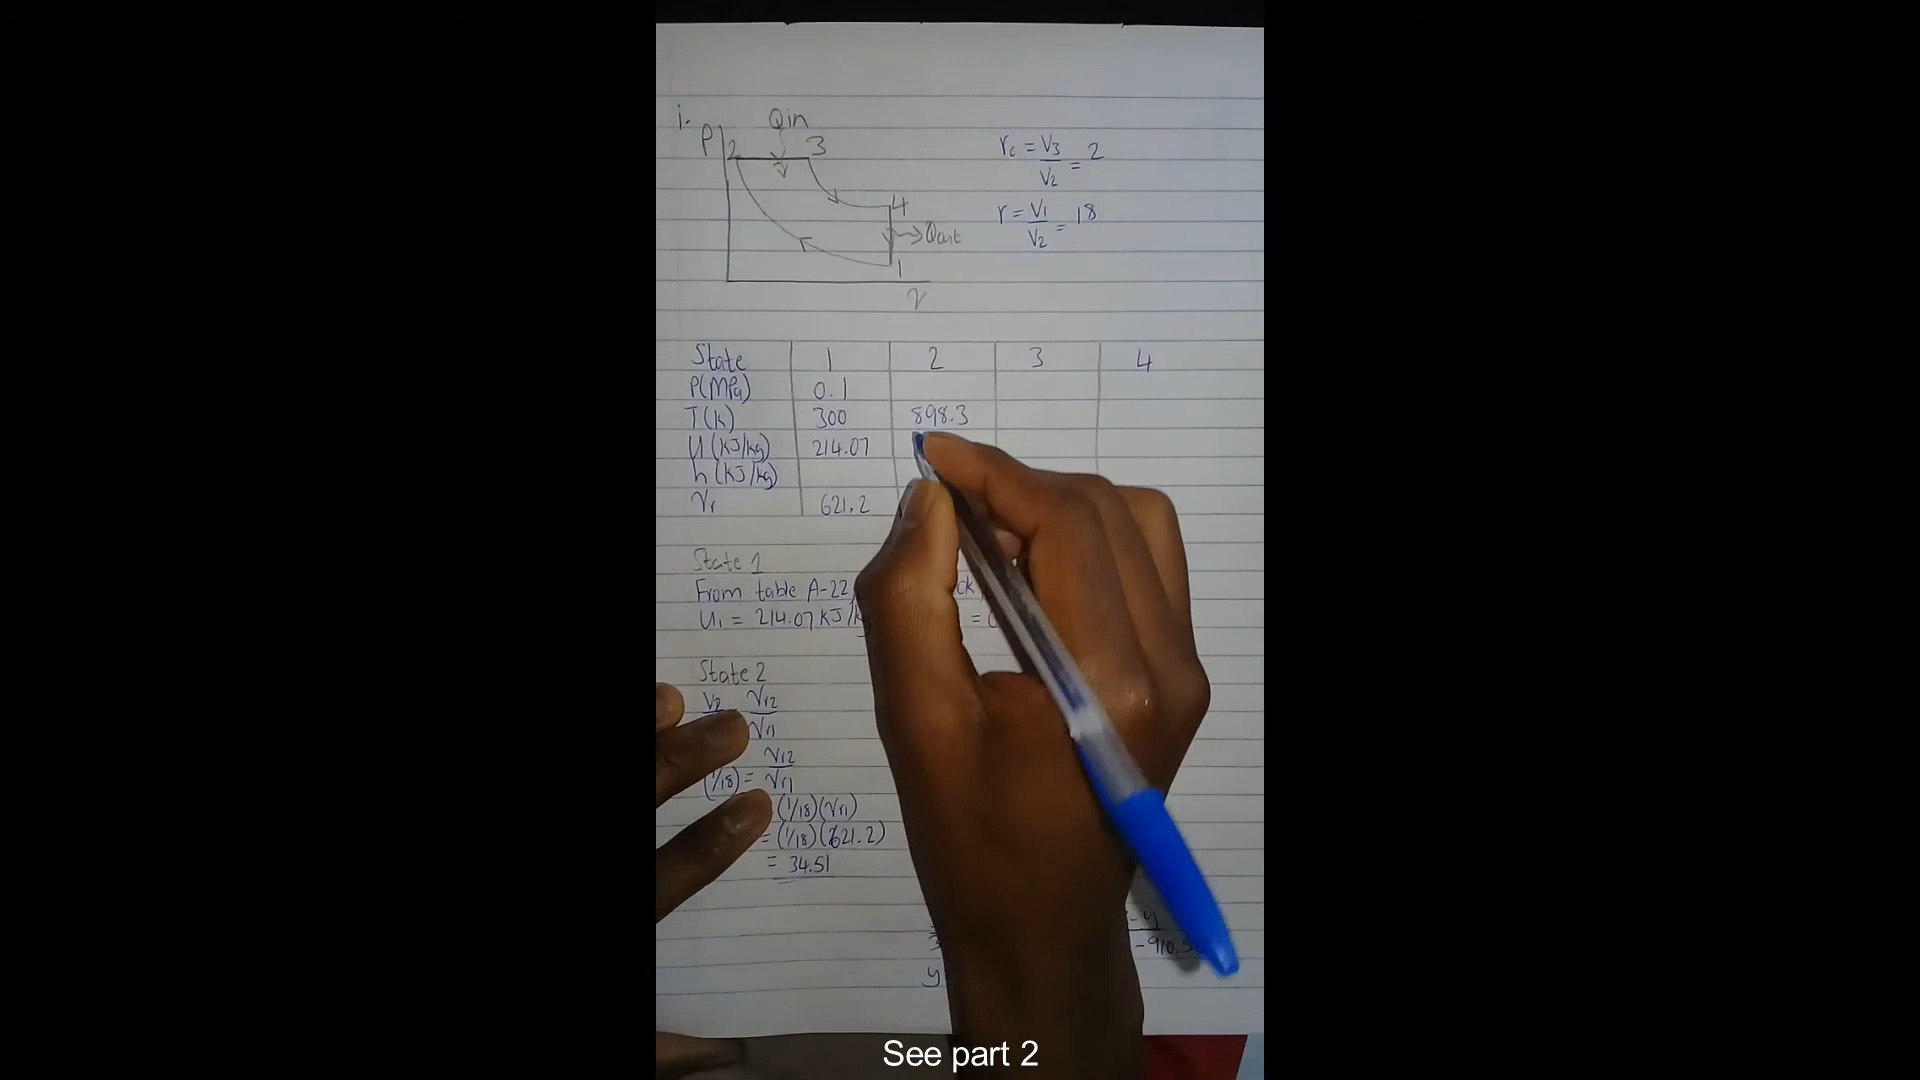 i.
Qin
P
2
3
4
Qout
1
v
rc = V3/V2 = 2
r = V1/V2 = 18
State 1 2 3 4
P(MPa) 0.1
T(k) 300 898.3
U(kJ/kg) 214.07
h(kJ/kg)
Vr 621.2
State 1
From table A-22
U1 = 214.07 KJ/k
=
State 2
V2 Vr2
Vr1
(1/18) = Vr2/Vr1
(1/18)(Vr1)
= (1/18)(621.2)
= 34.51
- y
- 910.5
y
See part 2